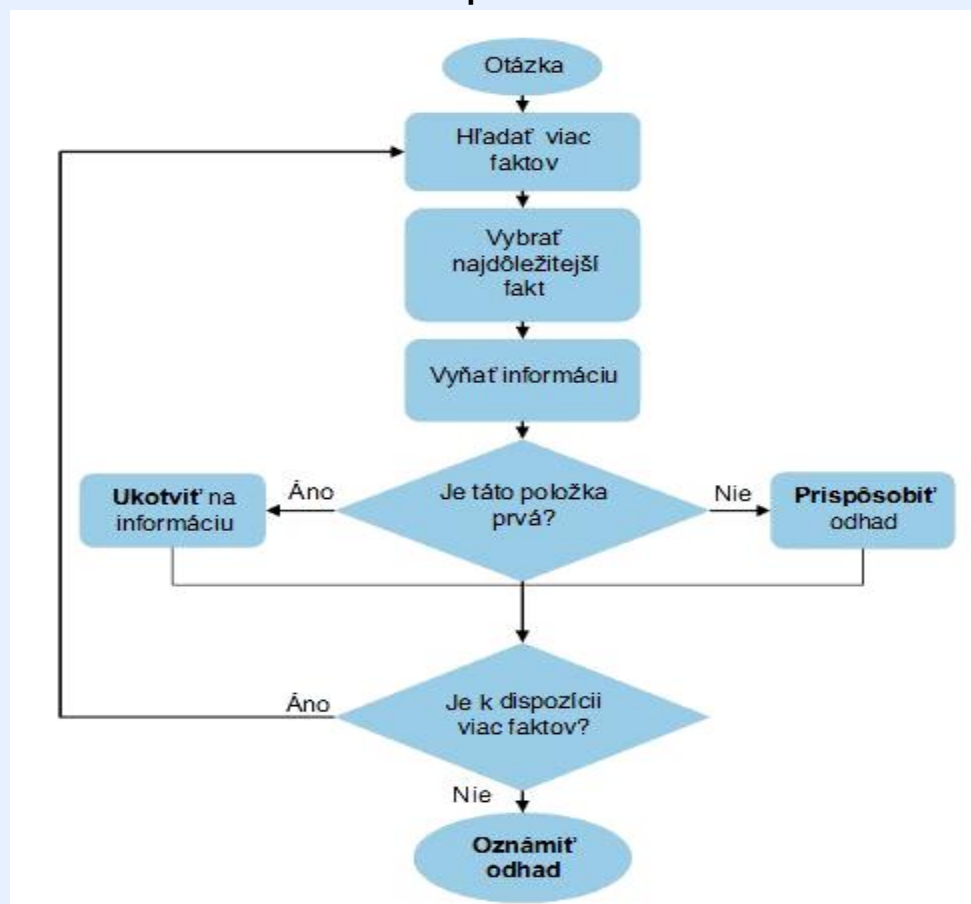 Otázka
Hľadať viac
faktov
Vybrať
najdôležitejší
fakt
Vyňať informáciu
Je táto položka
prvá?
Áno
Nie
Ukotviť na
informáciu
Prispôsobiť
odhad
Je k dispozícii
viac faktov?
Áno
Nie
Oznámiť
odhad